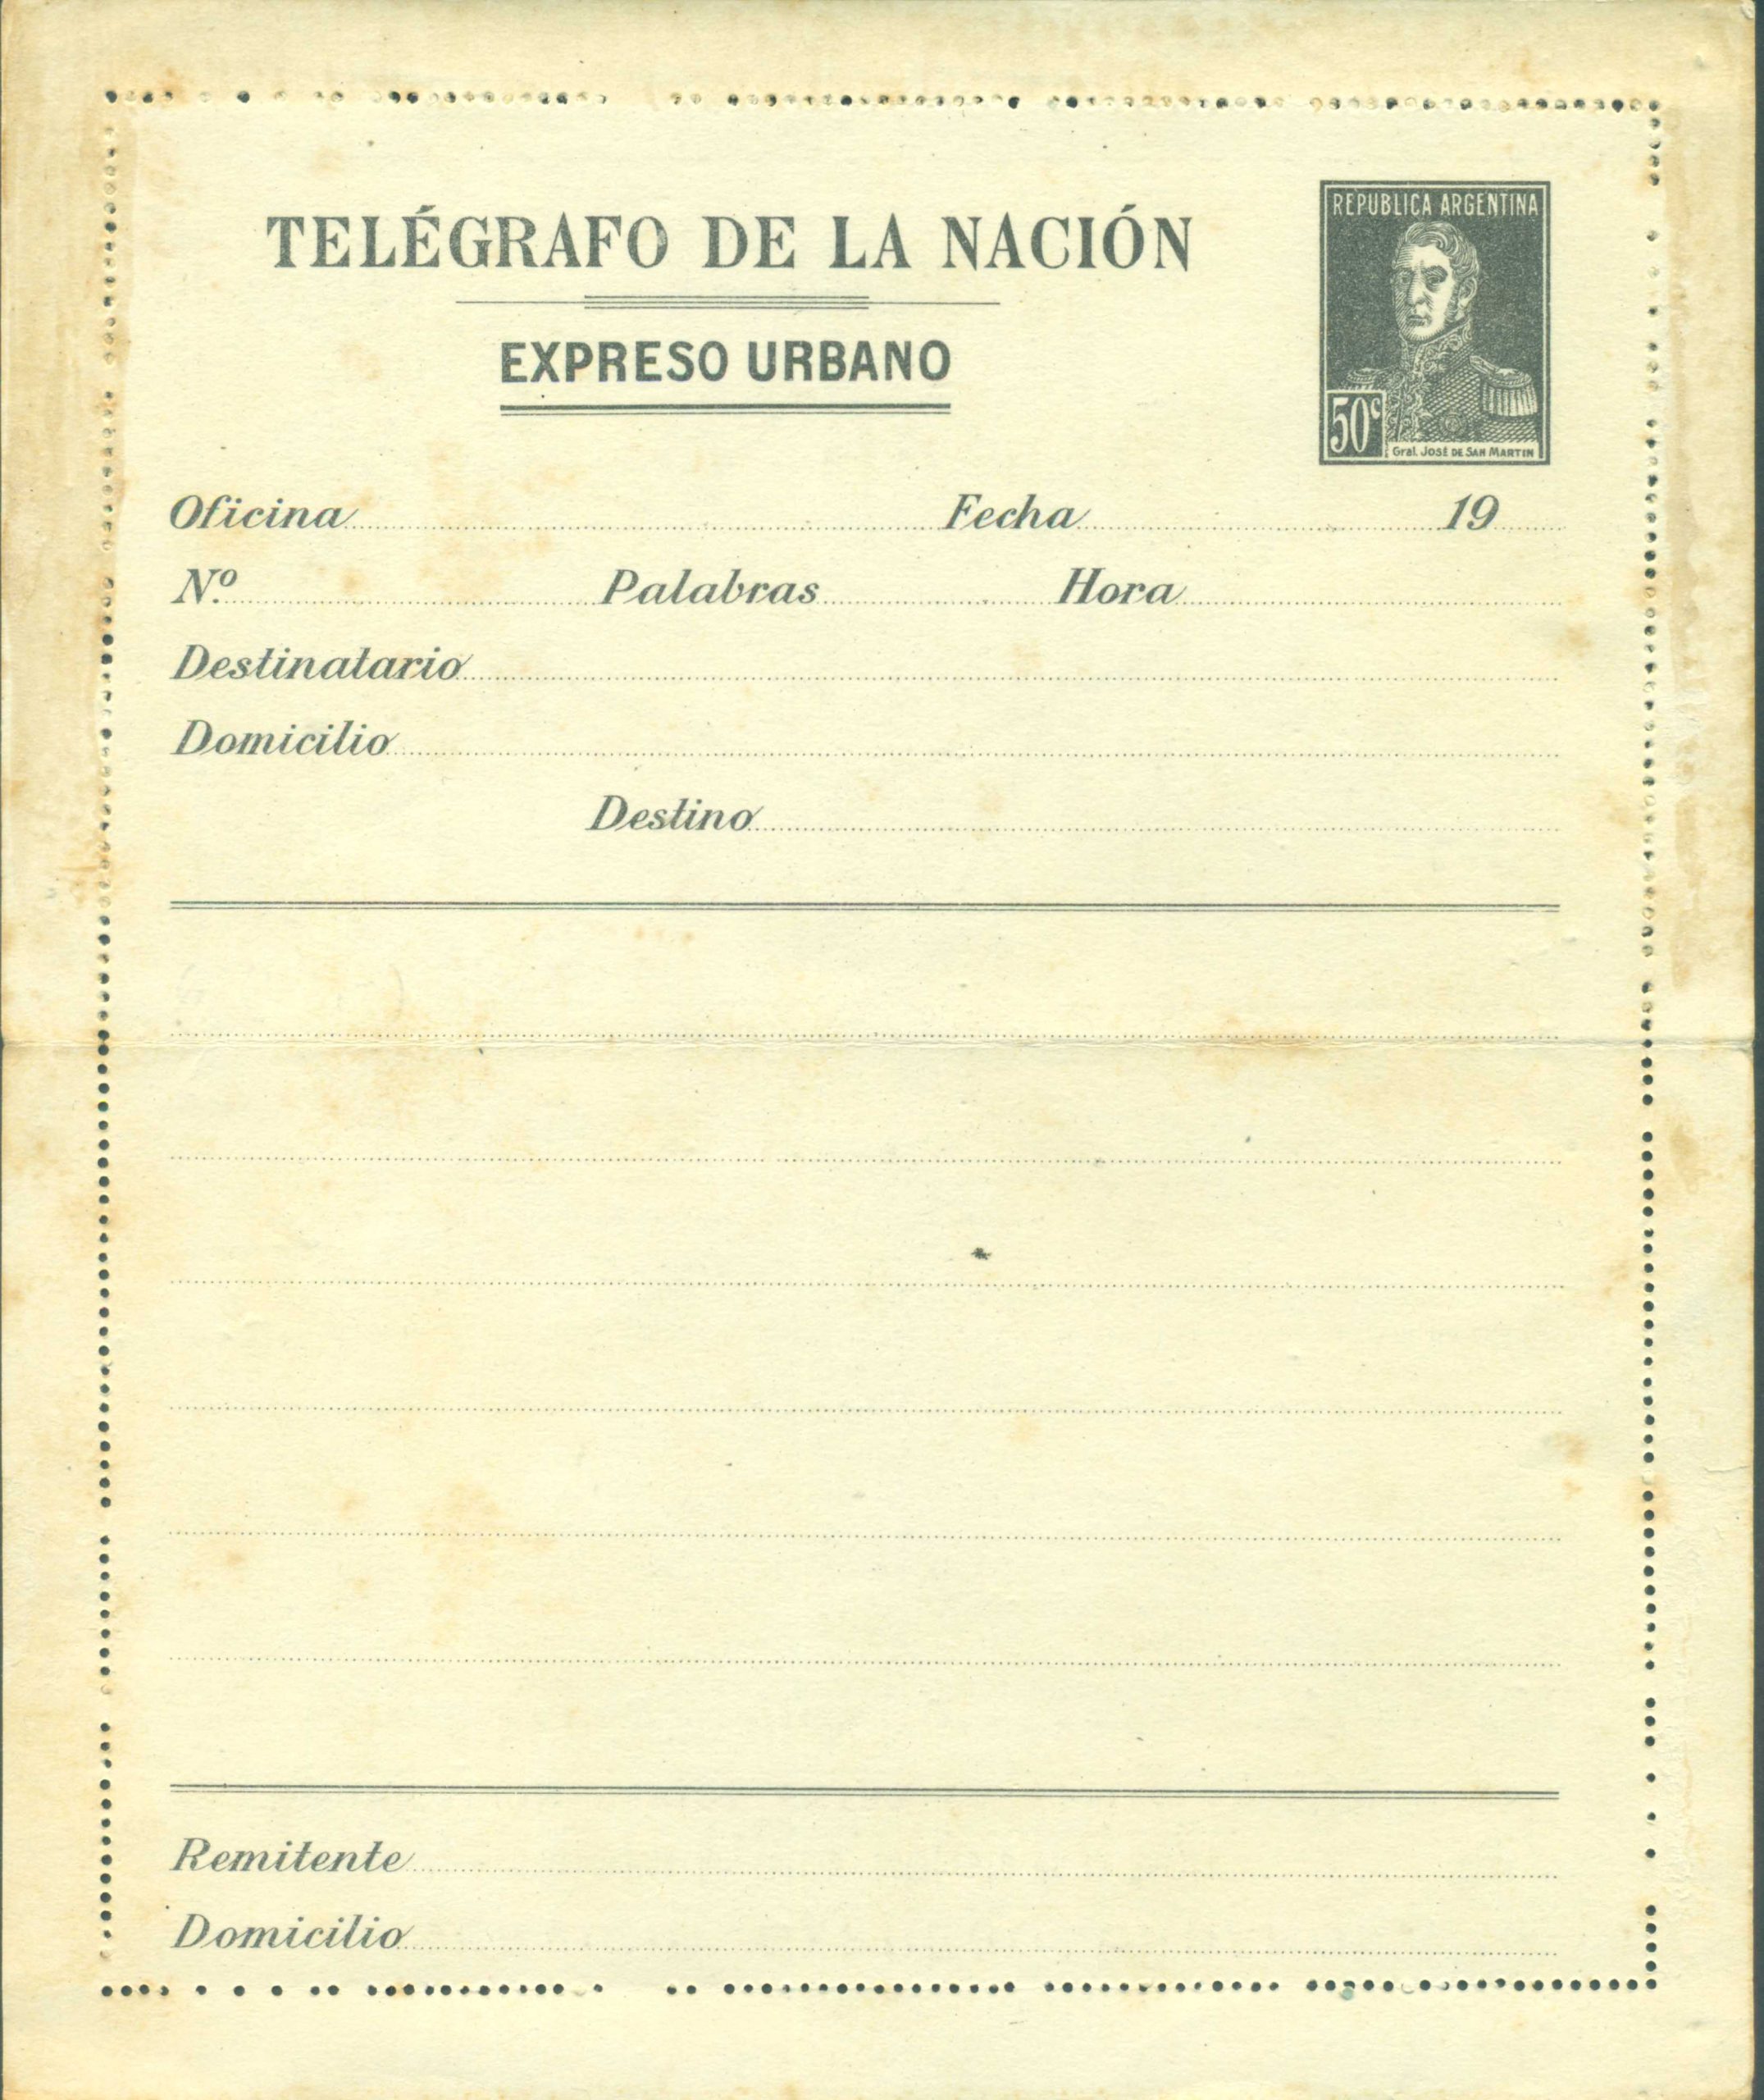 TELÉGRAFO DE LA NACIÓN
REPUBLICA ARGENTINA
EXPRESO URBANO
50c
Gral. José de San Martin
Oficina Fecha 19
N.º Palabras Hora
Destinatario
Domicilio
Destino
Remitente
Domicilio